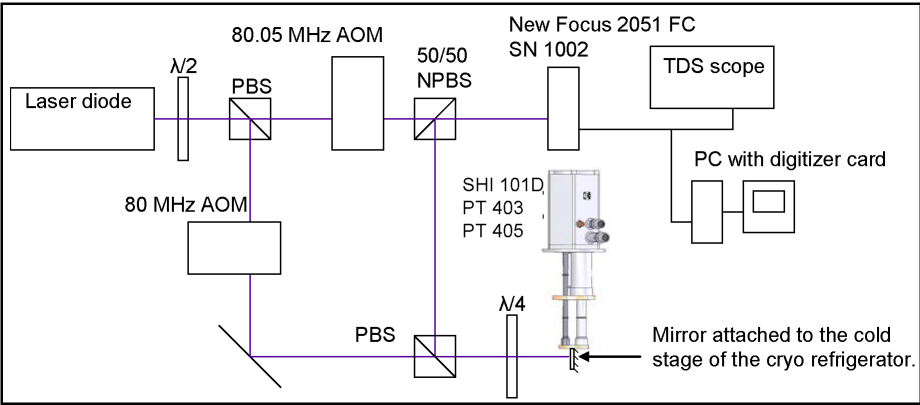 80.05 MHz AOM
New Focus 2051 FC
SN 1002
50/50
NPBS
TDS scope
λ/2
PBS
Laser diode
PC with digitizer card
SHI 101D
PT 403
PT 405
80 MHz AOM
λ/4
PBS
Mirror attached to the cold
stage of the cryo refrigerator.